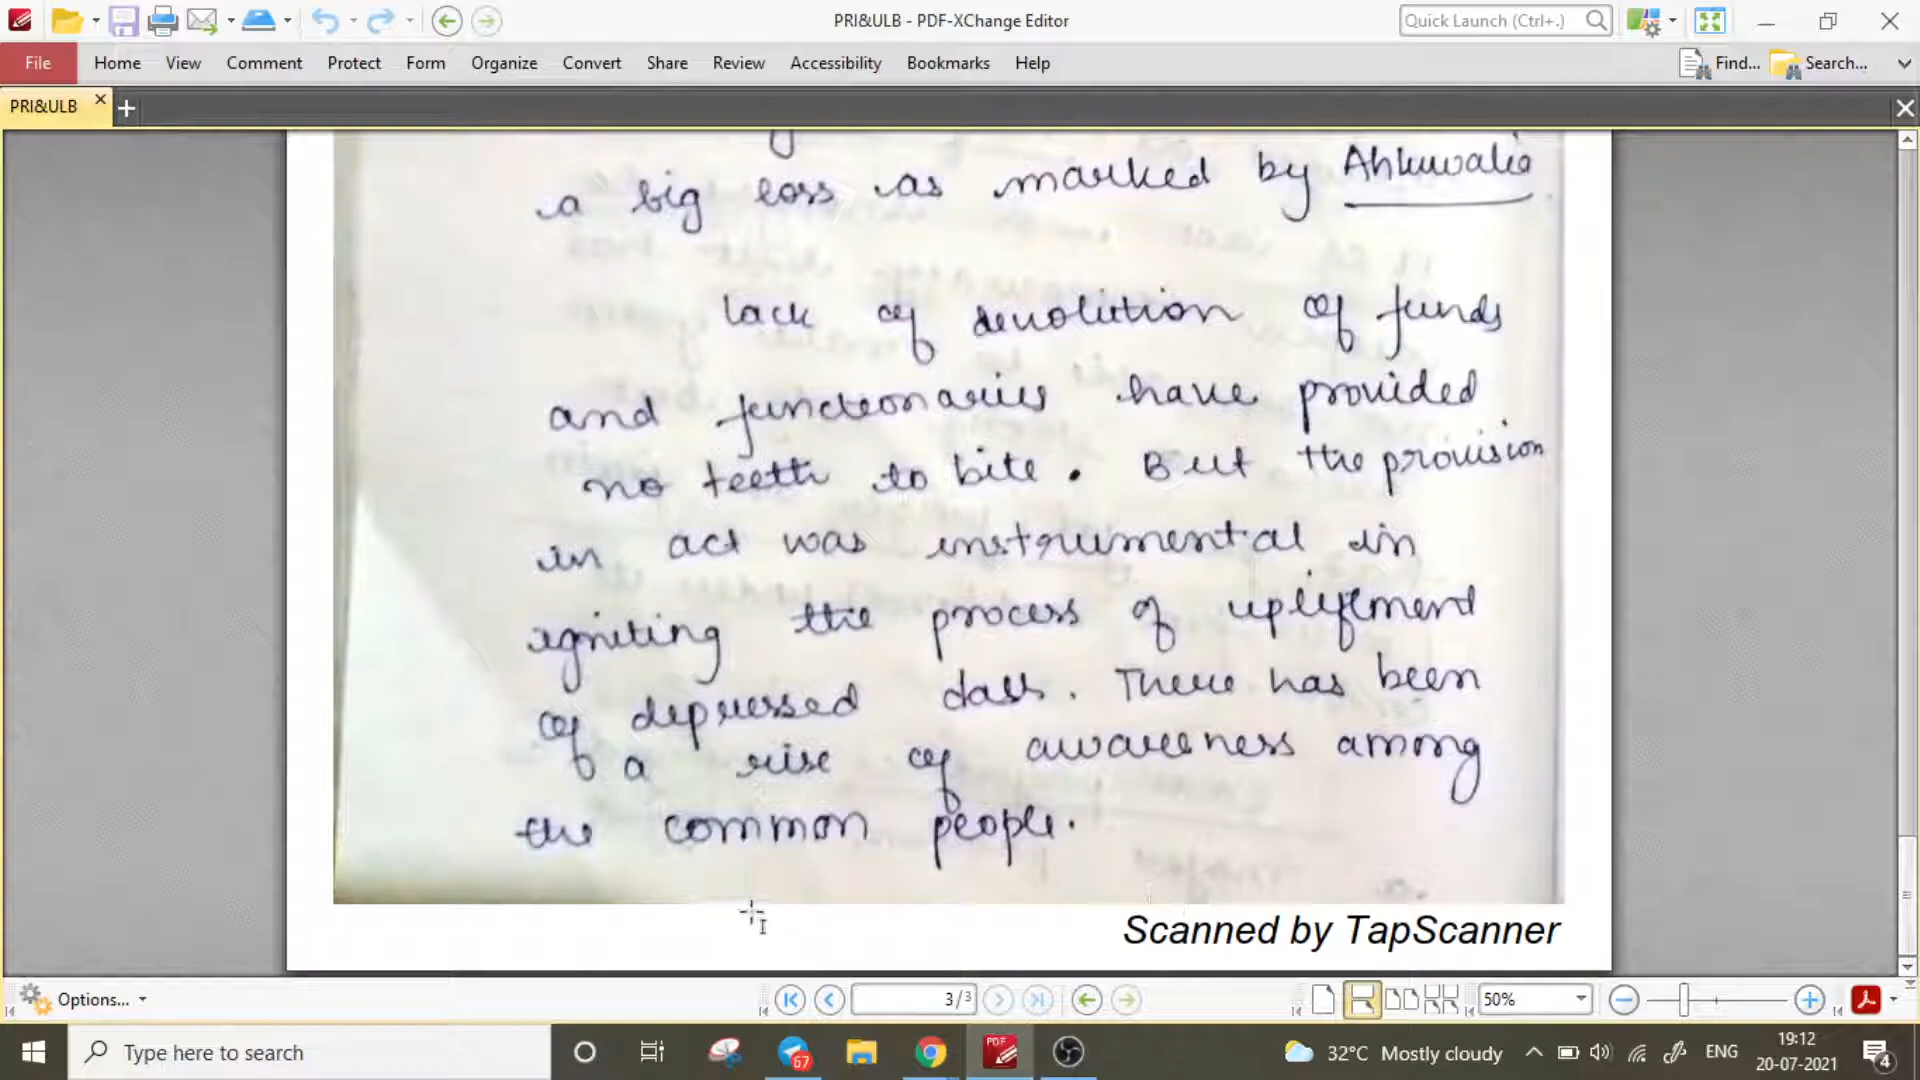 PRI&ULB - PDF-XChange Editor
Quick Launch (Ctrl+.)
File Home View Comment Protect Form Organize Convert Share Review Accessibility Bookmarks Help Find... Search...
PRI&ULB
a big loss as marked by Ahluwalia
lack of devolution of funds
and functionaries have provided
no teeth to bite. But the provision
in act was instrumental in
igniting the process of upliftment
of depressed class. There has been
a rise of awareness among
the common people.
Scanned by TapScanner
Options... 3/3 50%
Type here to search 67 PDF 32°C Mostly cloudy ENG 19:12
20-07-2021 4